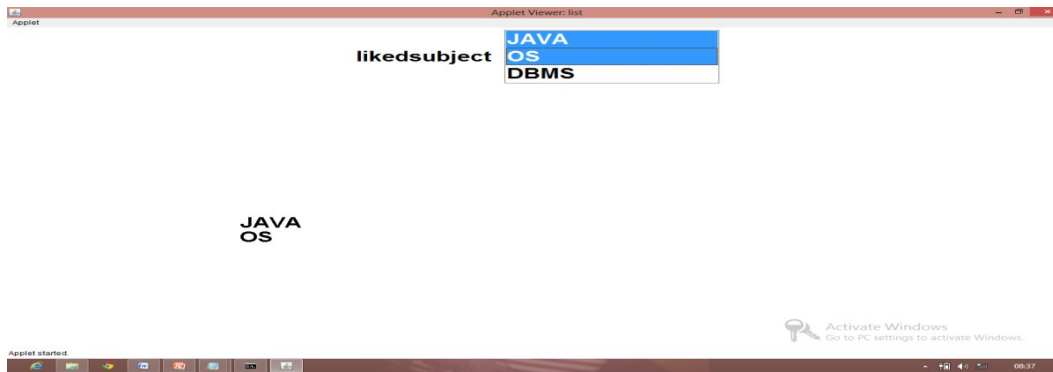 Applet Viewer: list
Applet
JAVA
likedsubject OS
DBMS
JAVA
OS
Activate Windows
Go to PC settings to activate Windows.
Applet started.
08:37